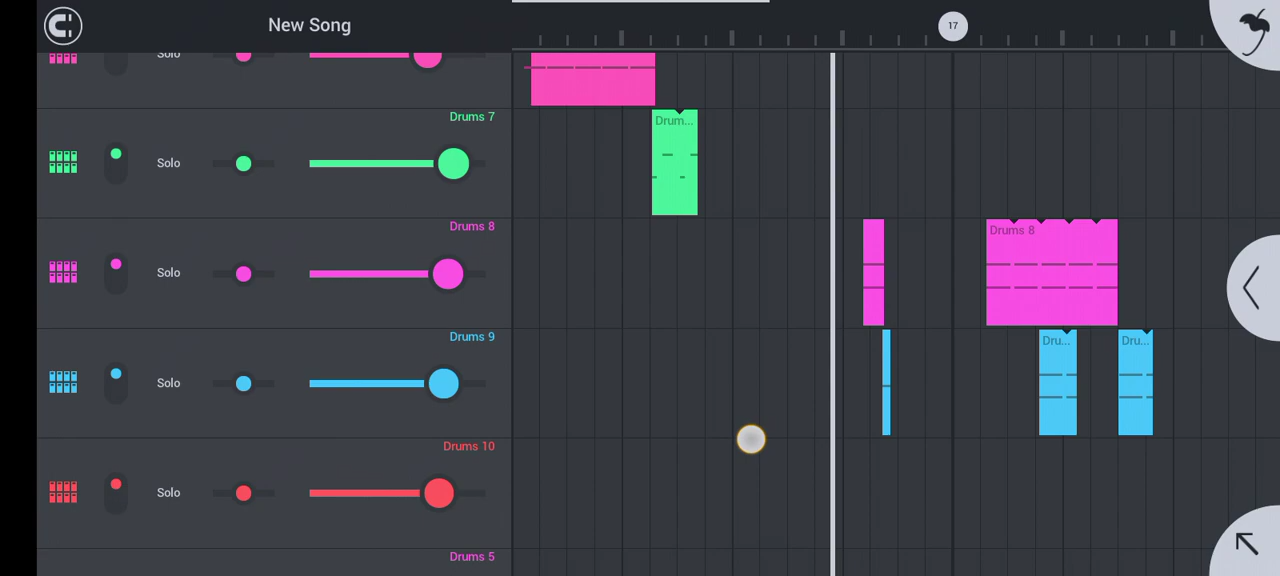 New Song
17
Solo
Drums 7
Drum...
Solo
Drums 8
Drums 8
Solo
Drums 9
Dru...
Dru...
Solo
Drums 10
Solo
Drums 5